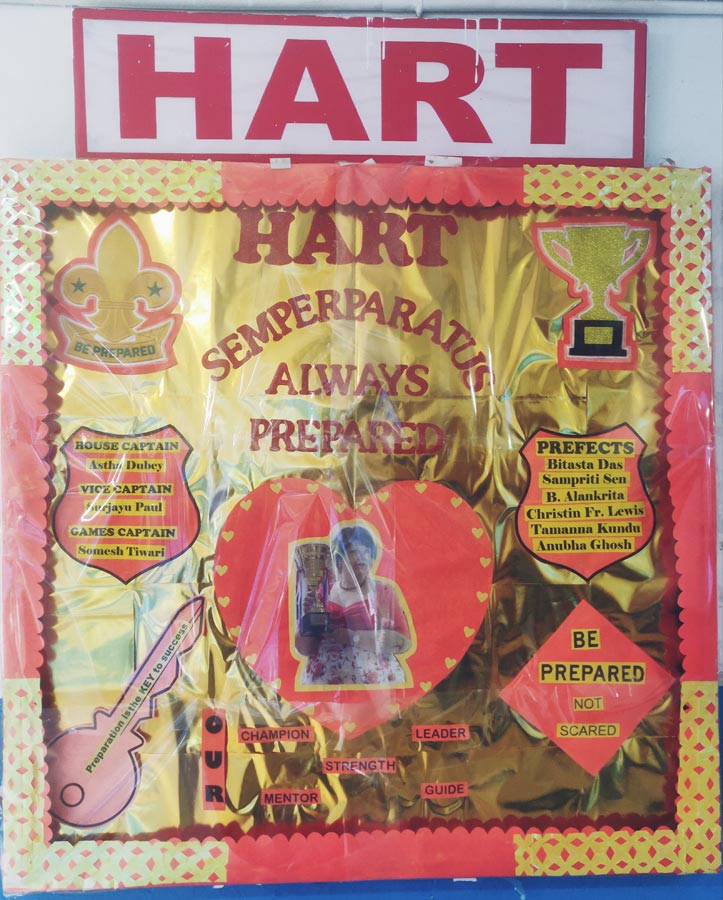 HART
HART
SEMPERPARATUS
AlWAYS
PREPARED
BE PREPARED
HOUSE CAPTAIN
Astha Dubey
VICE CAPTAIN
Surjayu Paul
GAMES CAPTAIN
Somesh Tiwari
PREFECTS
Bitasta Das
Sampriti Sen
B. Alankrita
Christin Fr. Lewis
Tamanna Kundu
Anubha Ghosh
Preparation is the KEY to success
OUR
CHAMPION
LEADER
STRENGTH
MENTOR
GUIDE
BE
PREPARED
NOT
SCARED